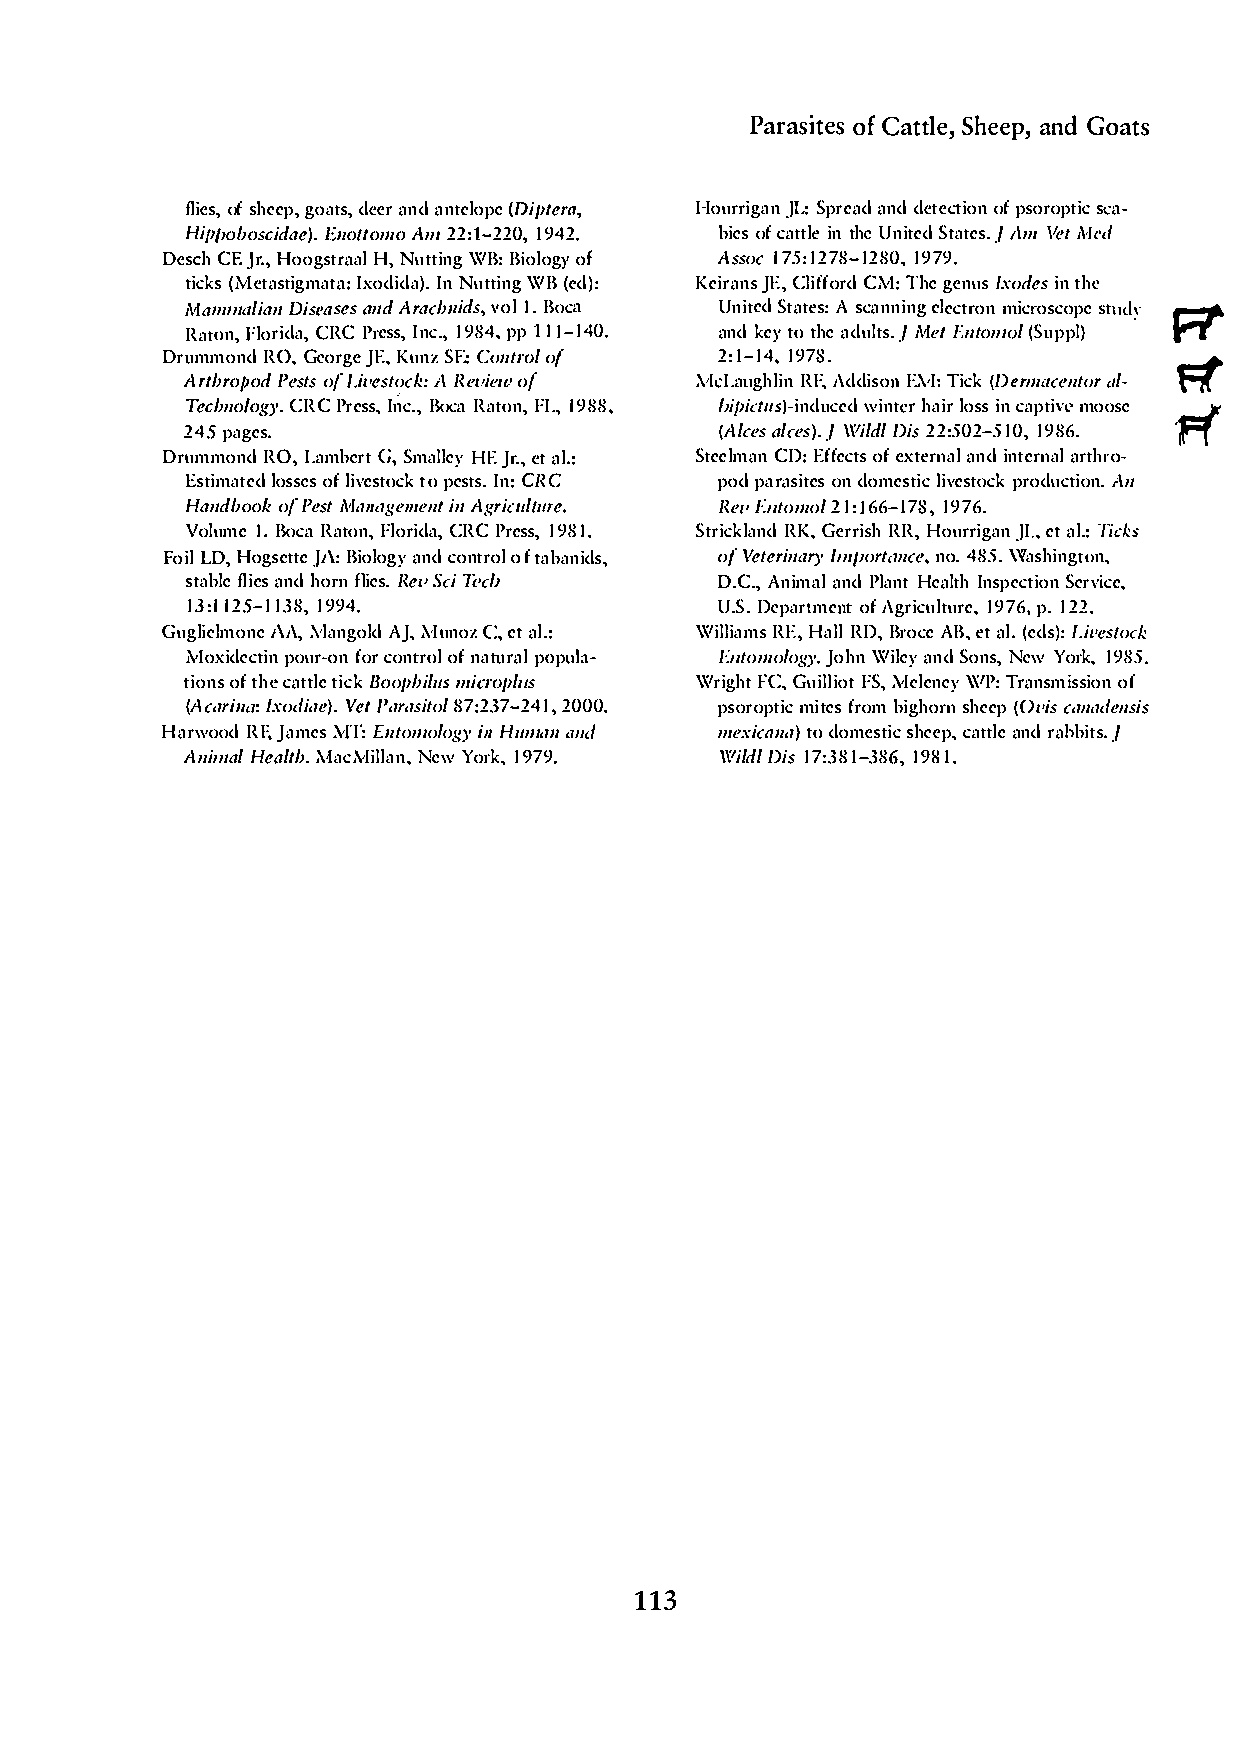 Parasites of Cattle, Sheep, and Goats
flies, of sheep, goats, deer and antelope (Diptera,
Hippoboscidae). Enottomo Am 22:1–220, 1942.
Desch CE Jr., Hoogstraal H, Nutting WB: Biology of
ticks (Metastigmata: Ixodida). In Nutting WB (ed):
Mammalian Diseases and Arachnids, vol 1. Boca
Raton, Florida, CRC Press, Inc., 1984, pp 111–140.
Drummond RO, George JE, Kunz SE: Control of
Arthropod Pests of Livestock: A Review of
Technology. CRC Press, Inc., Boca Raton, FL, 1988,
245 pages.
Drummond RO, Lambert G, Smalley HE Jr., et al.:
Estimated losses of livestock to pests. In: CRC
Handbook of Pest Management in Agriculture.
Volume 1. Boca Raton, Florida, CRC Press, 1981.
Foil LD, Hogsette JA: Biology and control of tabanids,
stable flies and horn flies. Rev Sci Tech
13:1125–1138, 1994.
Guglielmone AA, Mangold AJ, Munoz C, et al.:
Moxidectin pour-on for control of natural popula-
tions of the cattle tick Boophilus microplus
(Acarina: Ixodiae). Vet Parasitol 87:237–241, 2000.
Harwood RF, James MT: Entomology in Human and
Animal Health. MacMillan, New York, 1979.
Hourrigan JL: Spread and detection of psoroptic sca-
bies of cattle in the United States. J Am Vet Med
Assoc 175:1278–1280, 1979.
Keirans JE, Clifford CM: The genus Ixodes in the
United States: A scanning electron microscope study
and key to the adults. J Met Entomol (Suppl)
2:1–14, 1978.
McLaughlin RF, Addison EM: Tick (Dermacentor al-
bipictus)-induced winter hair loss in captive moose
(Alces alces). J Wildl Dis 22:502–510, 1986.
Steelman CD: Effects of external and internal arthro-
pod parasites on domestic livestock production. An
Rev Entomol 21:166–178, 1976.
Strickland RK, Gerrish RR, Hourrigan JL, et al.: Ticks
of Veterinary Importance, no. 485. Washington,
D.C., Animal and Plant Health Inspection Service,
U.S. Department of Agriculture, 1976, p. 122.
Williams RE, Hall RD, Broce AB, et al. (eds): Livestock
Entomology. John Wiley and Sons, New York, 1985.
Wright FC, Guilliot FS, Meleney WP: Transmission of
psoroptic mites from bighorn sheep (Ovis canadensis
mexicana) to domestic sheep, cattle and rabbits. J
Wildl Dis 17:381–386, 1981.
113